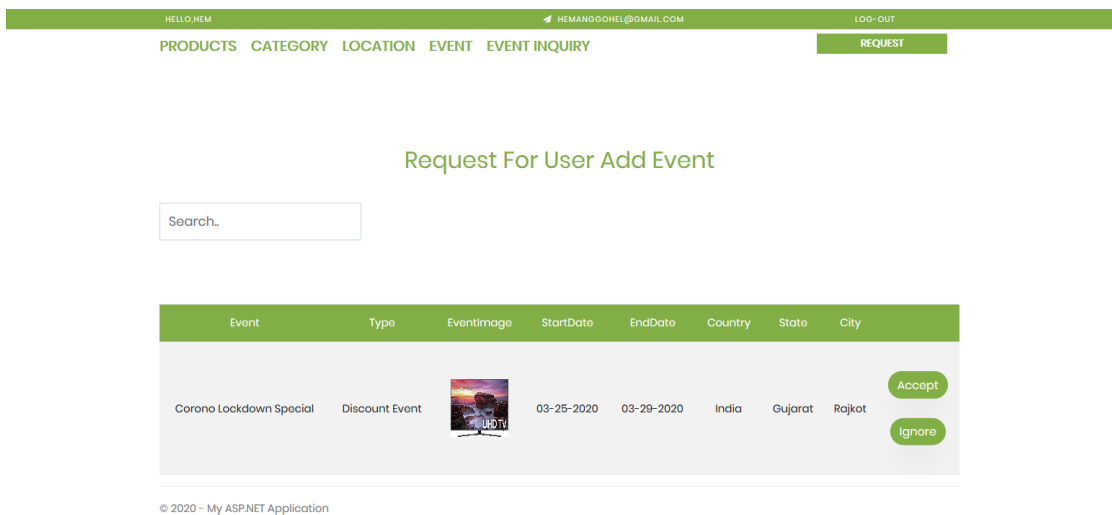 HELLO,HEM HEMANGGOHEL@GMAIL.COM LOG-OUT
PRODUCTS CATEGORY LOCATION EVENT EVENT INQUIRY REQUEST
Request For User Add Event
Search..
Event Type EventImage StartDate EndDate Country State City
Accept
Corono Lockdown Special Discount Event UHD TV 03-25-2020 03-29-2020 India Gujarat Rajkot
Ignore
© 2020 - My ASP.NET Application